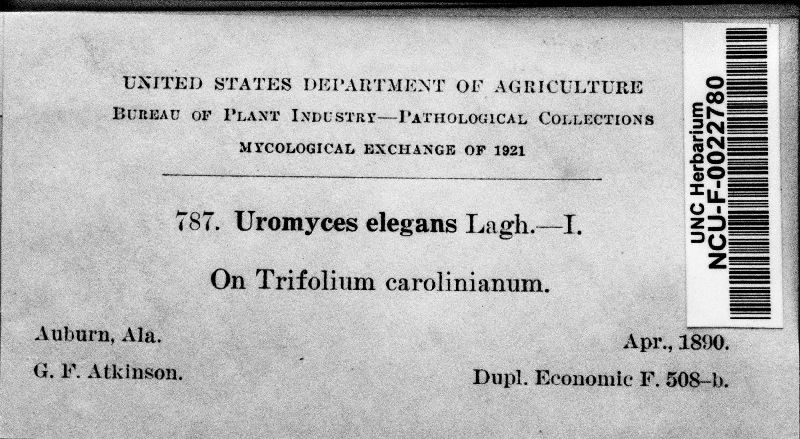 UNITED STATES DEPARTMENT OF AGRICULTURE
BUREAU OF PLANT INDUSTRY—PATHOLOGICAL COLLECTIONS
MYCOLOGICAL EXCHANGE OF 1921
787. Uromyces elegans Lagh.—I.
On Trifolium carolinianum.
Auburn, Ala.
Apr., 1890.
G. F. Atkinson.
Dupl. Economic F. 508-b.
UNC Herbarium
NCU-F-0022780